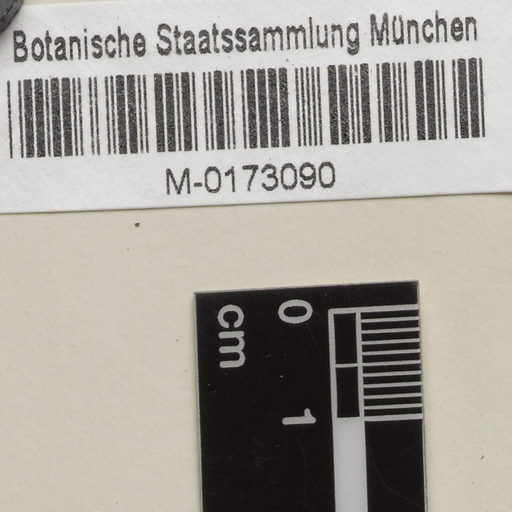 Botanische Staatssammlung München
M-0173090
cm
0
1